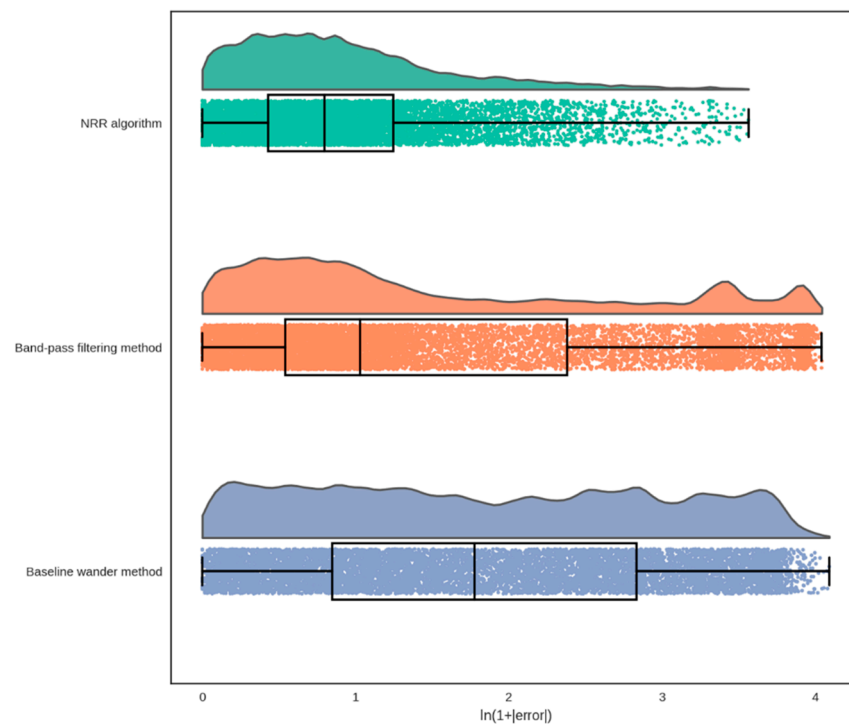 NRR algorithm
Band-pass filtering method
Baseline wander method
0 1 2 3 4
ln(1+|error|)